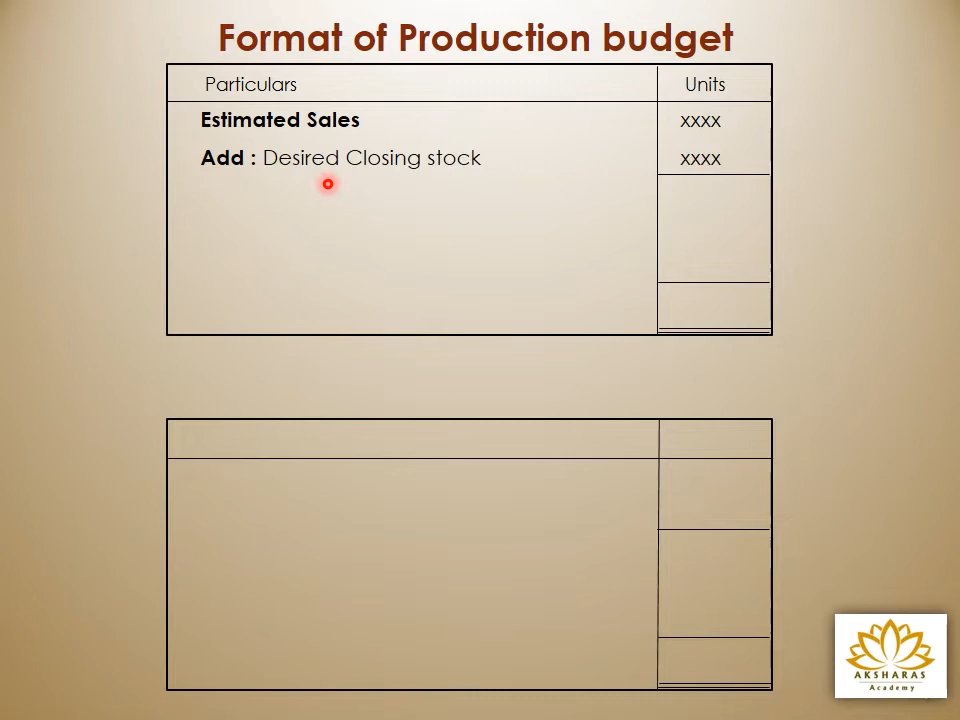 Format of Production budget
Particulars Units
Estimated Sales xxxx
Add : Desired Closing stock xxxx
AKSHARAS
Academy